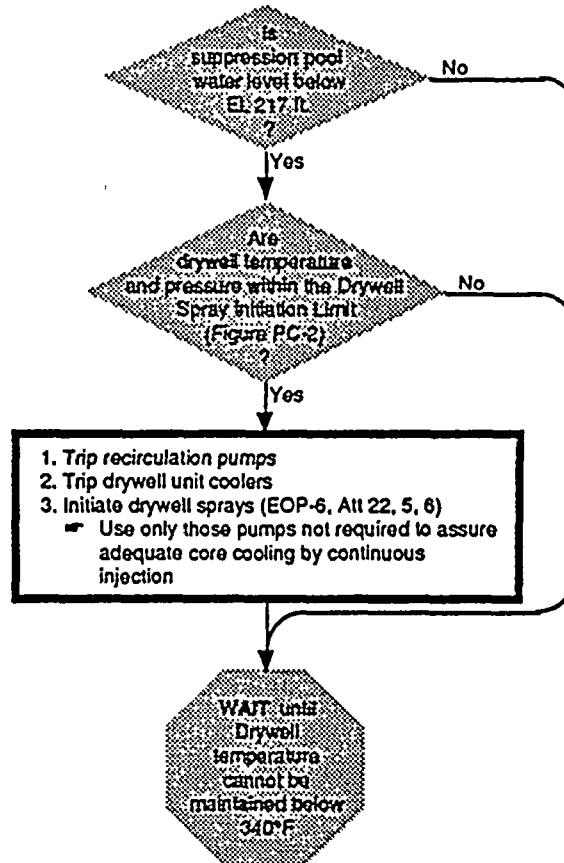 Is
suppression pool
water level below
EL 217 ft.
?
No
Yes
Are
drywell temperature
and pressure within the Drywell
Spray Initiation Limit
(Figure PC-2)
?
No
Yes
1. Trip recirculation pumps
2. Trip drywell unit coolers
3. Initiate drywell sprays (EOP-6, Att 22, 5, 6)
☛ Use only those pumps not required to assure
adequate core cooling by continuous
injection
WAIT until
Drywell
temperature
cannot be
maintained below
340°F